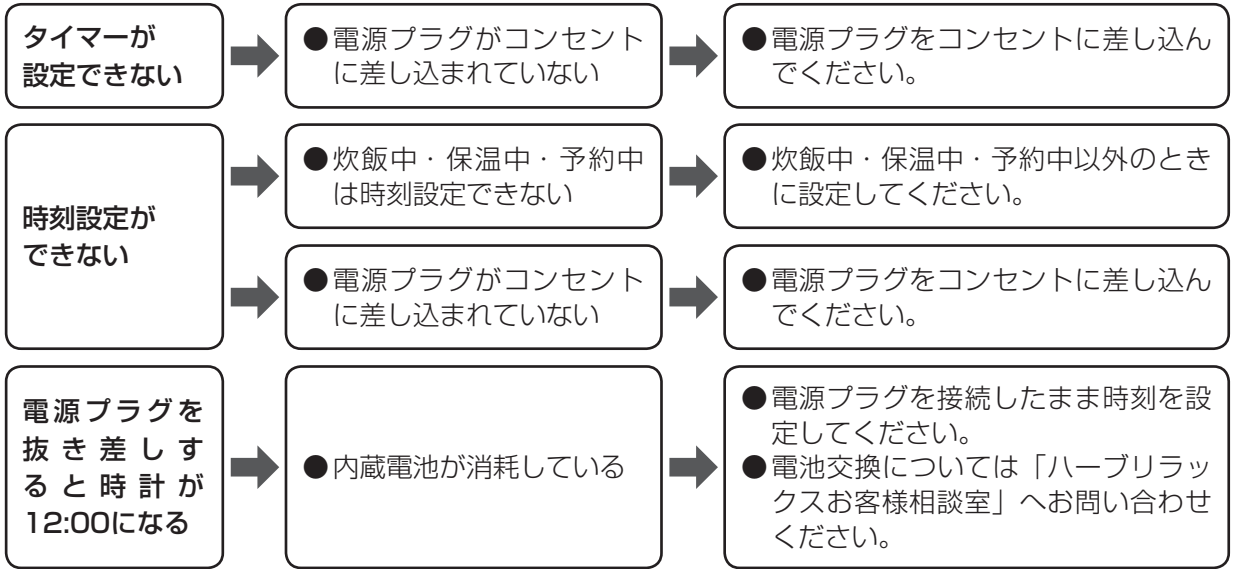 タイマーが
設定できない
●電源プラグがコンセント
に差し込まれていない
●電源プラグをコンセントに差し込ん
でください。
時刻設定が
できない
●炊飯中・保温中・予約中
は時刻設定できない
●炊飯中・保温中・予約中以外のとき
に設定してください。
●電源プラグがコンセント
に差し込まれていない
●電源プラグをコンセントに差し込ん
でください。
電源プラグを
抜き差しす
ると時計が
12:00になる
●内蔵電池が消耗している
●電源プラグを接続したまま時刻を設
定してください。
●電池交換については「ハーブリラッ
クスお客様相談室」へお問い合わせ
ください。